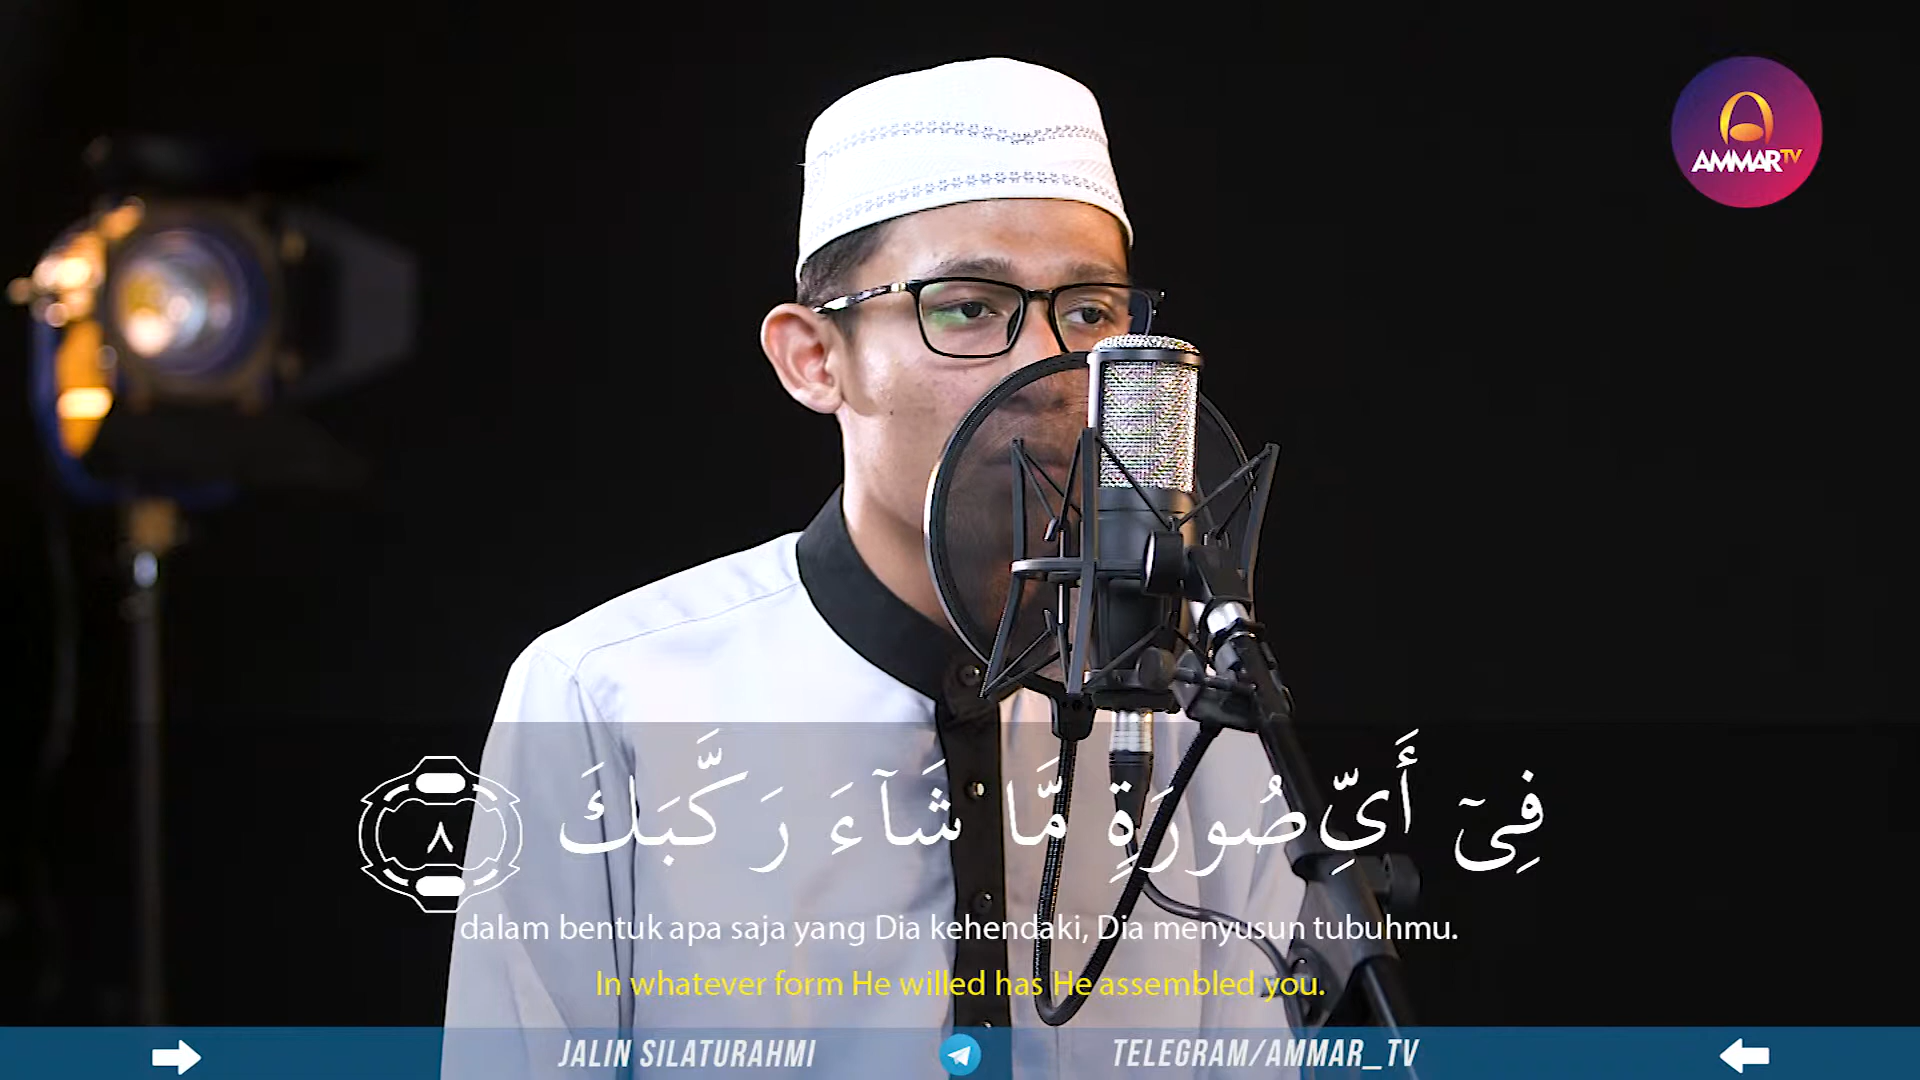 AMMARTV
فِىٓ أَىِّ صُورَةٍ مَّا شَآءَ رَكَّبَكَ ٨
dalam bentuk apa saja yang Dia kehendaki, Dia menyusun tubuhmu.
In whatever form He willed has He assembled you.
JALIN SILATURAHMI TELEGRAM/AMMAR_TV